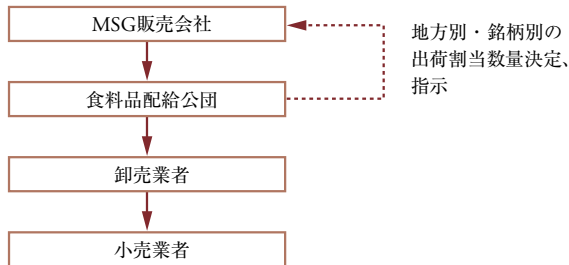 MSG販売会社
地方別・銘柄別の
出荷割当数量決定、
指示
食料品配給公団
卸売業者
小売業者